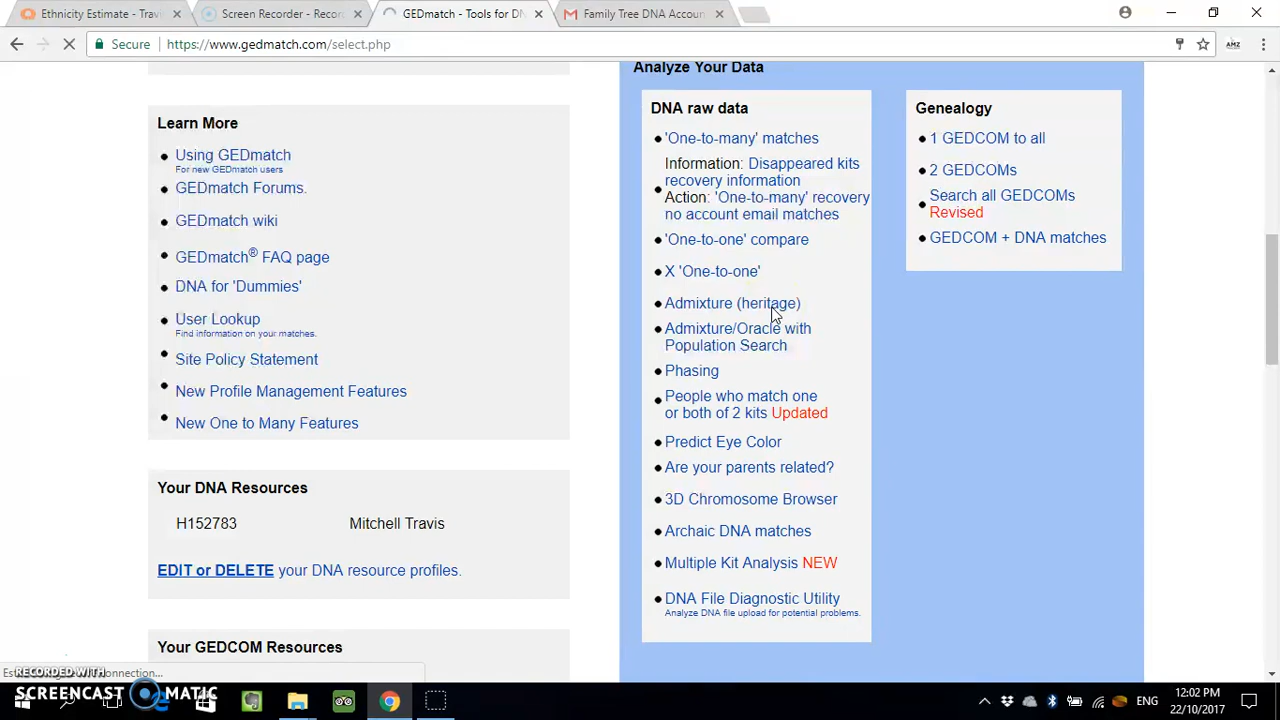 Ethnicity Estimate - Trav
Screen Recorder - Recor
GEDmatch - Tools for DN
Family Tree DNA Accoun
Secure
https://www.gedmatch.com/select.php
Analyze Your Data
Learn More
Using GEDmatch
For new GEDmatch users
GEDmatch Forums.
GEDmatch wiki
GEDmatch® FAQ page
DNA for 'Dummies'
User Lookup
Find information on your matches.
Site Policy Statement
New Profile Management Features
New One to Many Features
Your DNA Resources
H152783 Mitchell Travis
EDIT or DELETE your DNA resource profiles.
Your GEDCOM Resources
DNA raw data
'One-to-many' matches
Information: Disappeared kits
recovery information
Action: 'One-to-many' recovery
no account email matches
'One-to-one' compare
X 'One-to-one'
Admixture (heritage)
Admixture/Oracle with
Population Search
Phasing
People who match one
or both of 2 kits Updated
Predict Eye Color
Are your parents related?
3D Chromosome Browser
Archaic DNA matches
Multiple Kit Analysis NEW
DNA File Diagnostic Utility
Analyze DNA file upload for potential problems.
Genealogy
1 GEDCOM to all
2 GEDCOMs
Search all GEDCOMs
Revised
GEDCOM + DNA matches
RECORDED WITH
SCREENCAST MATIC
onnection...
ENG
12:02 PM
22/10/2017